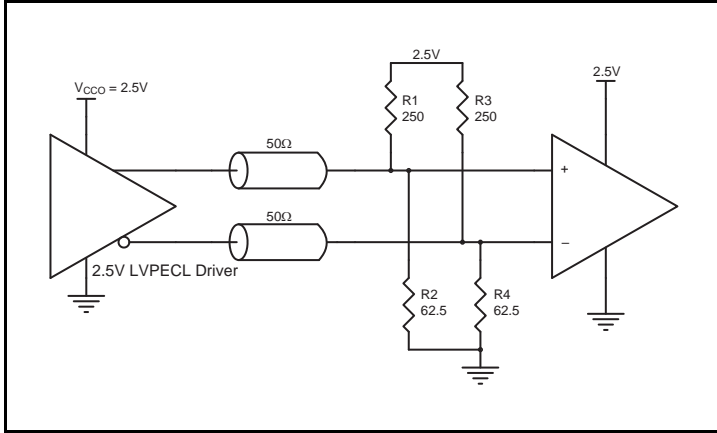 2.5V
V_CCO = 2.5V
2.5V
R1
250
R3
250
50Ω
+
50Ω
−
2.5V LVPECL Driver
R2
62.5
R4
62.5